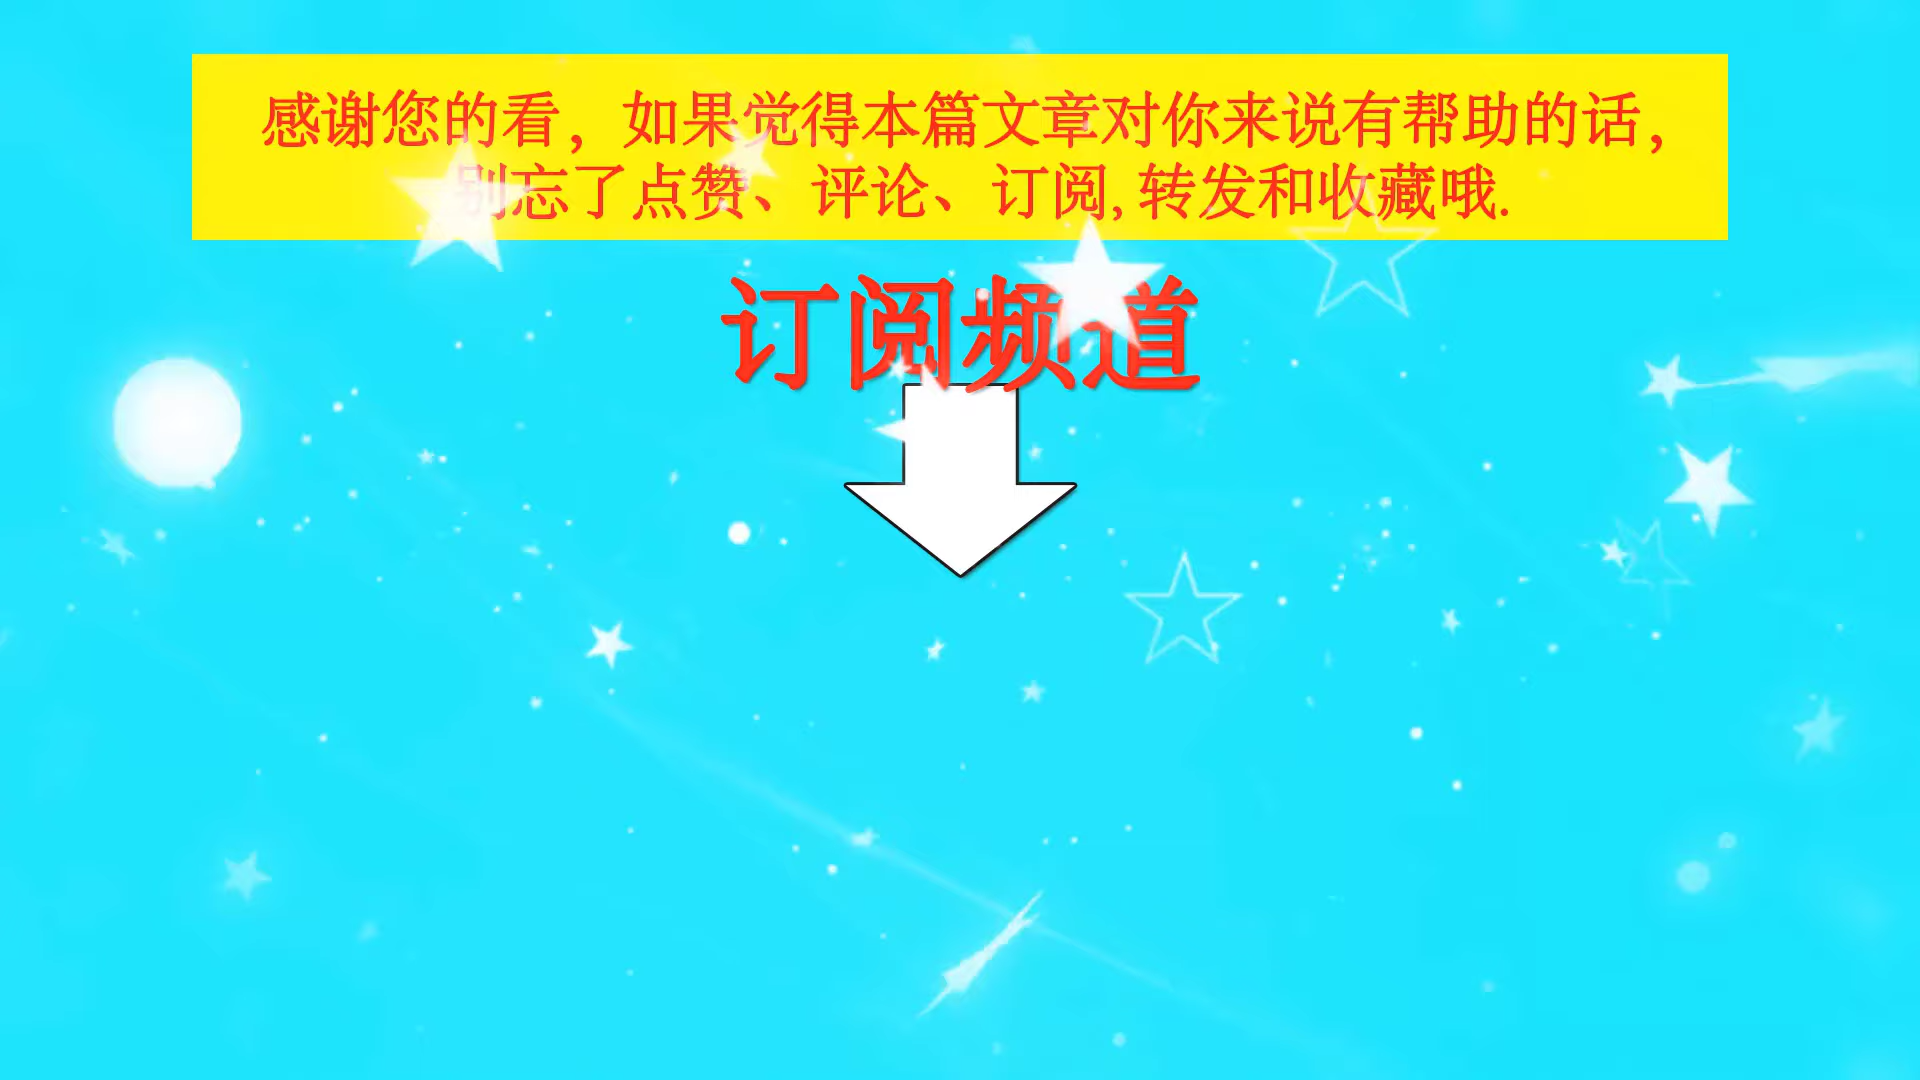 感谢您的看，如果觉得本篇文章对你来说有帮助的话，
别忘了点赞、评论、订阅,转发和收藏哦.
订阅频道